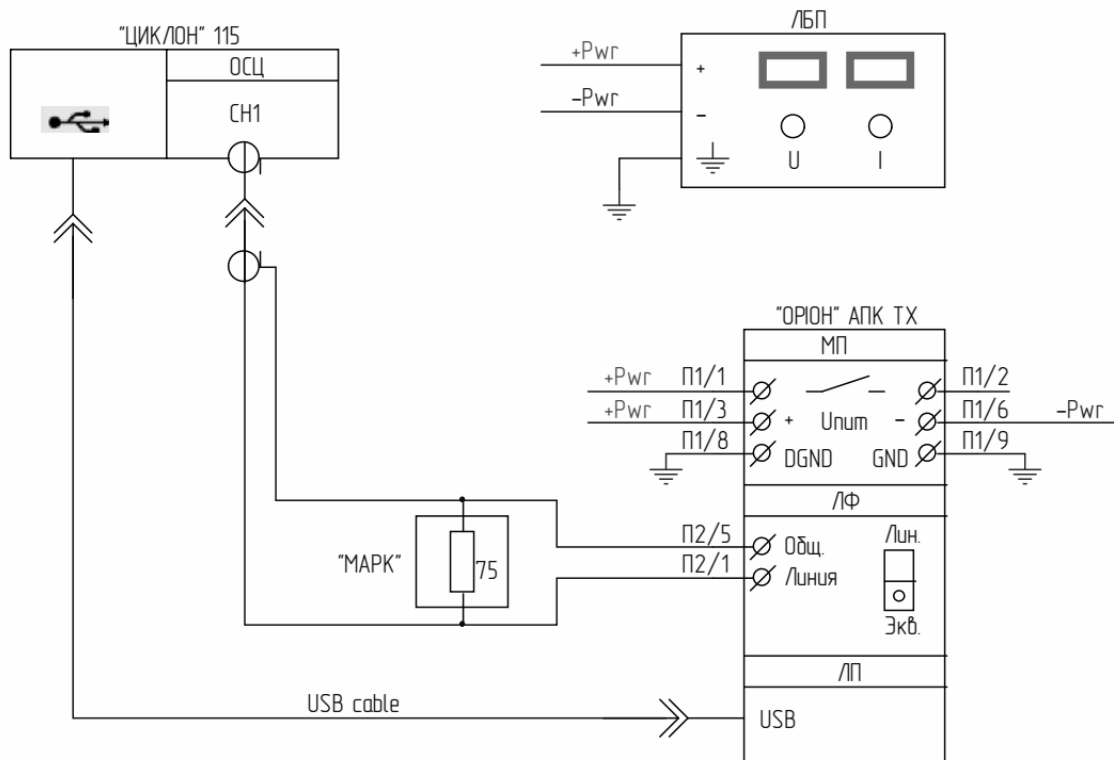 "ЦИКЛОН" 115
ОСЦ
CH1
ЛБП
+Pwr
+
-Pwr
-
U
I
"ОРІОН" АПК ТХ
МП
+Pwr П1/1
П1/2
+Pwr П1/3
+ Uпит -
П1/6 -Pwr
П1/8
DGND GND
П1/9
ЛФ
П2/5
Общ.
Лин.
П2/1
Линия
Экв.
"МАРК"
75
ЛП
USB cable
USB